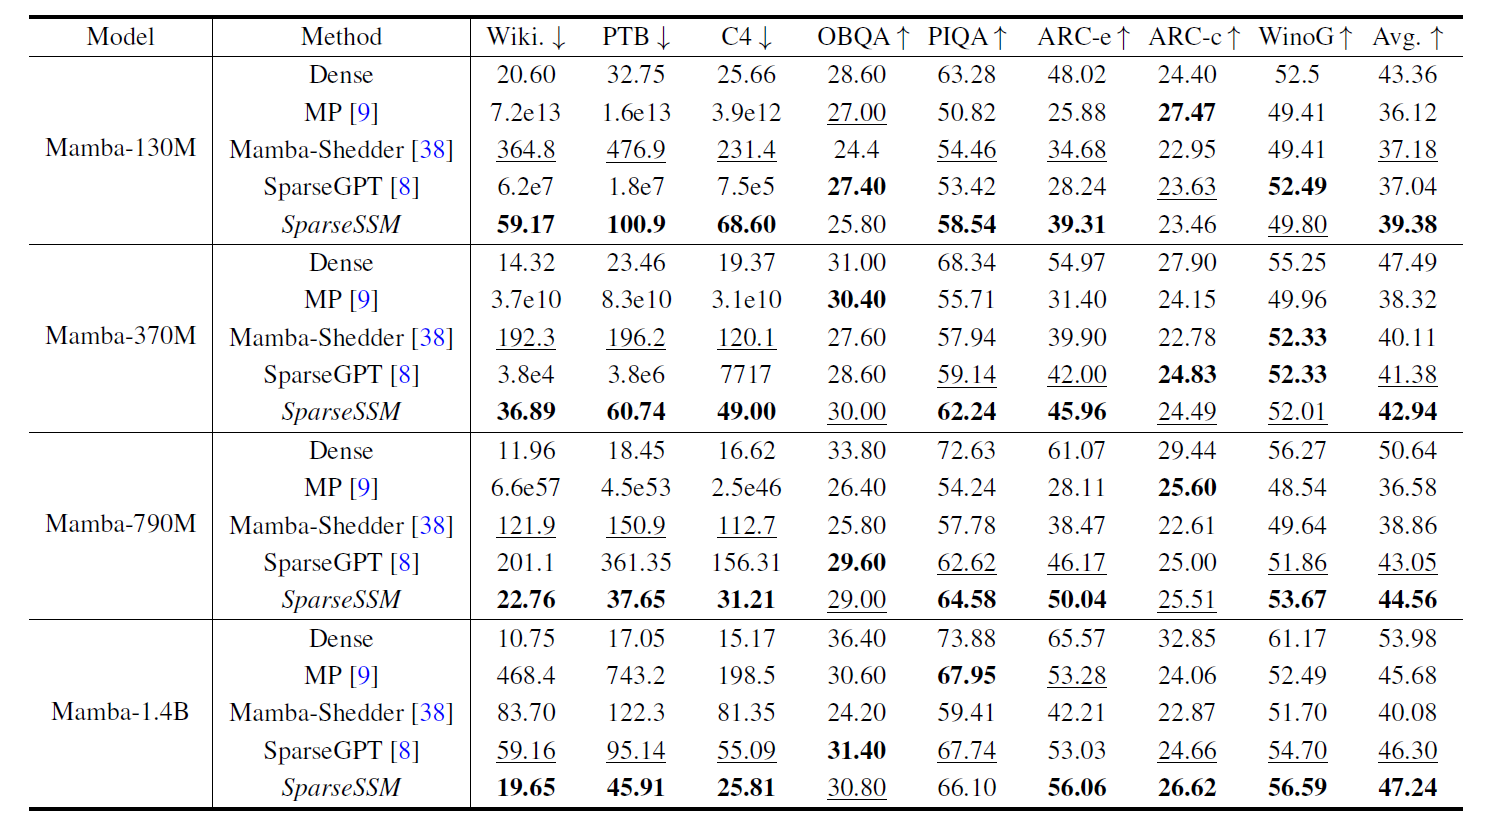 Model Method Wiki. ↓ PTB ↓ C4 ↓ OBQA ↑ PIQA ↑ ARC-e ↑ ARC-c ↑ WinoG ↑ Avg. ↑
Dense 20.60 32.75 25.66 28.60 63.28 48.02 24.40 52.5 43.36
MP [9] 7.2e13 1.6e13 3.9e12 27.00 50.82 25.88 27.47 49.41 36.12
Mamba-130M Mamba-Shedder [38] 364.8 476.9 231.4 24.4 54.46 34.68 22.95 49.41 37.18
SparseGPT [8] 6.2e7 1.8e7 7.5e5 27.40 53.42 28.24 23.63 52.49 37.04
SparseSSM 59.17 100.9 68.60 25.80 58.54 39.31 23.46 49.80 39.38
Dense 14.32 23.46 19.37 31.00 68.34 54.97 27.90 55.25 47.49
MP [9] 3.7e10 8.3e10 3.1e10 30.40 55.71 31.40 24.15 49.96 38.32
Mamba-370M Mamba-Shedder [38] 192.3 196.2 120.1 27.60 57.94 39.90 22.78 52.33 40.11
SparseGPT [8] 3.8e4 3.8e6 7717 28.60 59.14 42.00 24.83 52.33 41.38
SparseSSM 36.89 60.74 49.00 30.00 62.24 45.96 24.49 52.01 42.94
Dense 11.96 18.45 16.62 33.80 72.63 61.07 29.44 56.27 50.64
MP [9] 6.6e57 4.5e53 2.5e46 26.40 54.24 28.11 25.60 48.54 36.58
Mamba-790M Mamba-Shedder [38] 121.9 150.9 112.7 25.80 57.78 38.47 22.61 49.64 38.86
SparseGPT [8] 201.1 361.35 156.31 29.60 62.62 46.17 25.00 51.86 43.05
SparseSSM 22.76 37.65 31.21 29.00 64.58 50.04 25.51 53.67 44.56
Dense 10.75 17.05 15.17 36.40 73.88 65.57 32.85 61.17 53.98
MP [9] 468.4 743.2 198.5 30.60 67.95 53.28 24.06 52.49 45.68
Mamba-1.4B Mamba-Shedder [38] 83.70 122.3 81.35 24.20 59.41 42.21 22.87 51.70 40.08
SparseGPT [8] 59.16 95.14 55.09 31.40 67.74 53.03 24.66 54.70 46.30
SparseSSM 19.65 45.91 25.81 30.80 66.10 56.06 26.62 56.59 47.24